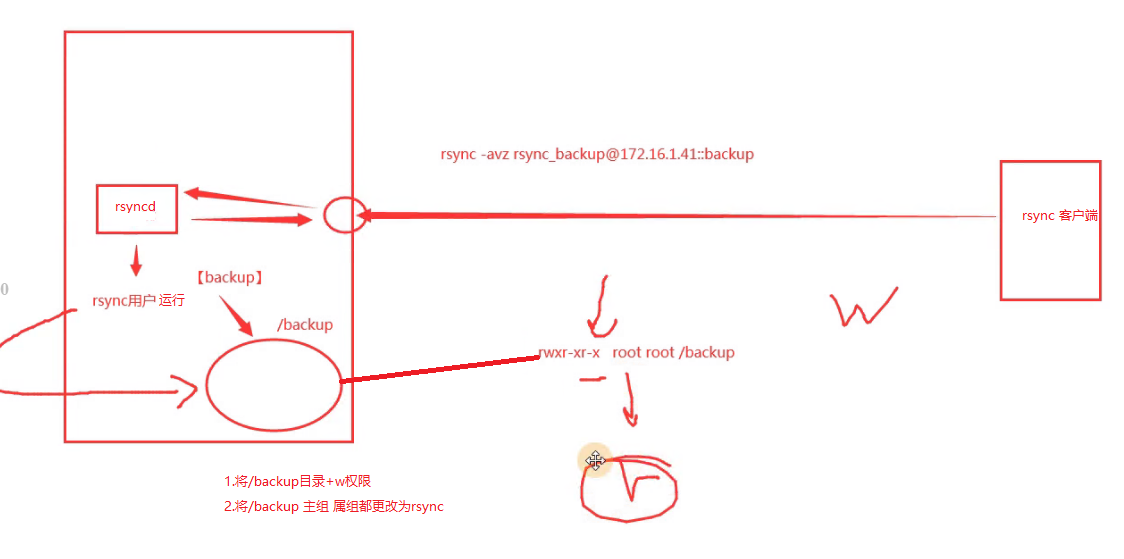 rsync -avz rsync_backup@172.16.1.41::backup
rsyncd
rsync 客户端
【backup】
0
rsync用户 运行
/backup
W
rwxr-xr-x root root /backup
r
1.将/backup目录+w权限
2.将/backup 主组 属组都更改为rsync